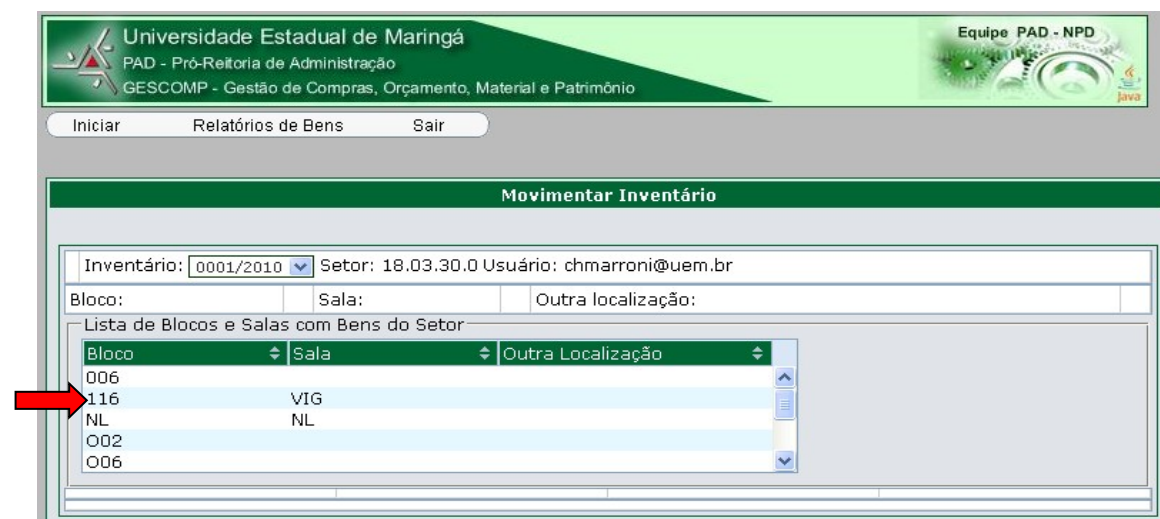 Universidade Estadual de Maringá
PAD - Pró-Reitoria de Administração
GESCOMP - Gestão de Compras, Orçamento, Material e Patrimônio
Equipe PAD - NPD
Java
Iniciar Relatórios de Bens Sair
Movimentar Inventário
Inventário: 0001/2010 Setor: 18.03.30.0 Usuário: chmarroni@uem.br
Bloco: Sala: Outra localização:
Lista de Blocos e Salas com Bens do Setor
Bloco Sala Outra Localização
006
116 VIG
NL NL
O02
O06